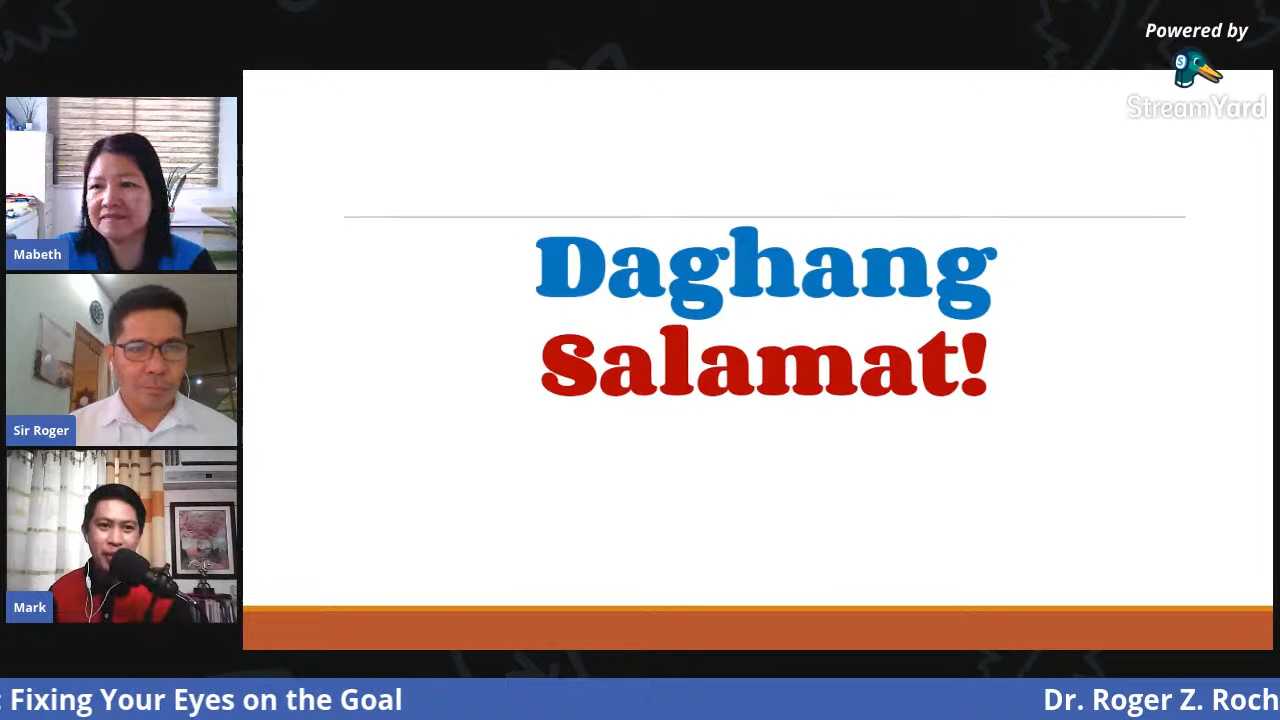 Powered by
StreamYard
Mabeth
Daghang
Salamat!
Sir Roger
Mark
: Fixing Your Eyes on the Goal
Dr. Roger Z. Roch